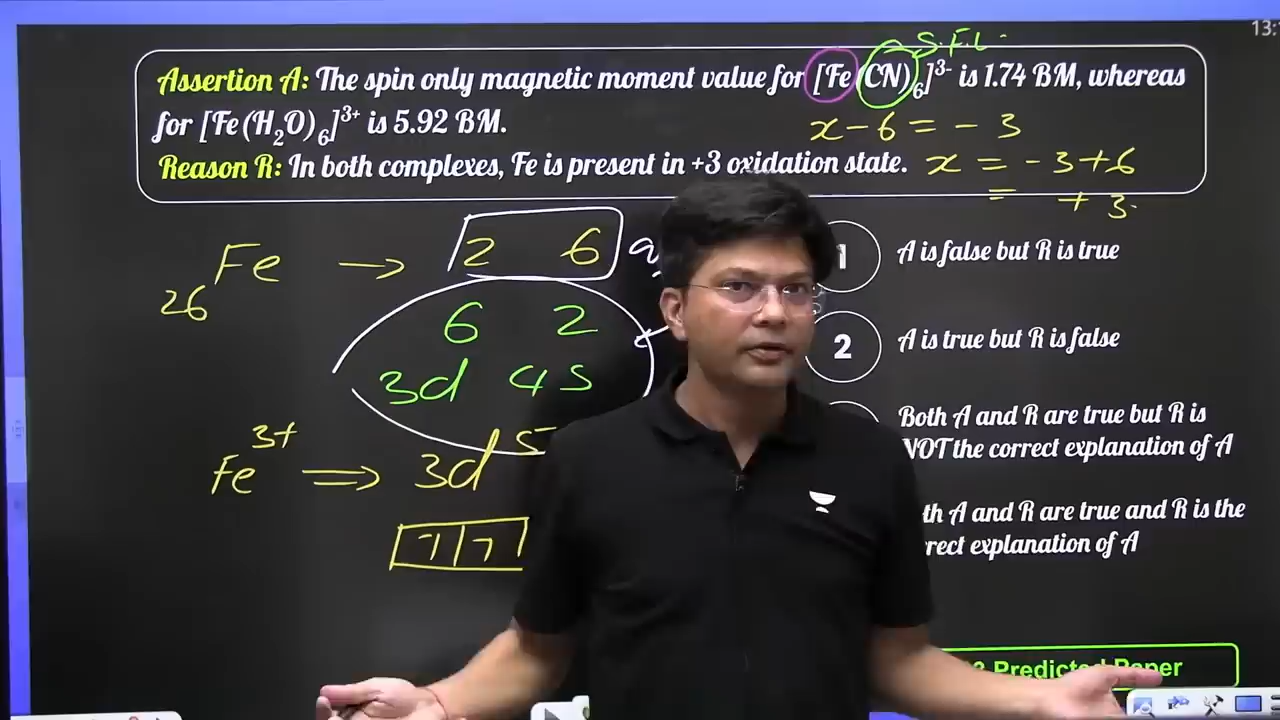 13:
S.F.L.
Assertion A: The spin only magnetic moment value for [Fe(CN)6]3- is 1.74 BM, whereas
for [Fe(H2O)6]3+ is 5.92 BM.
x - 6 = - 3
Reason R: In both complexes, Fe is present in +3 oxidation state.
x = - 3 + 6
= + 3.
26Fe → 2 6
6 2
3d 4s
Fe3+ ⇒ 3d5
1 1
1 A is false but R is true
2 A is true but R is false
Both A and R are true but R is
NOT the correct explanation of A
A and R are true and R is the
explanation of A
Predicted Paper